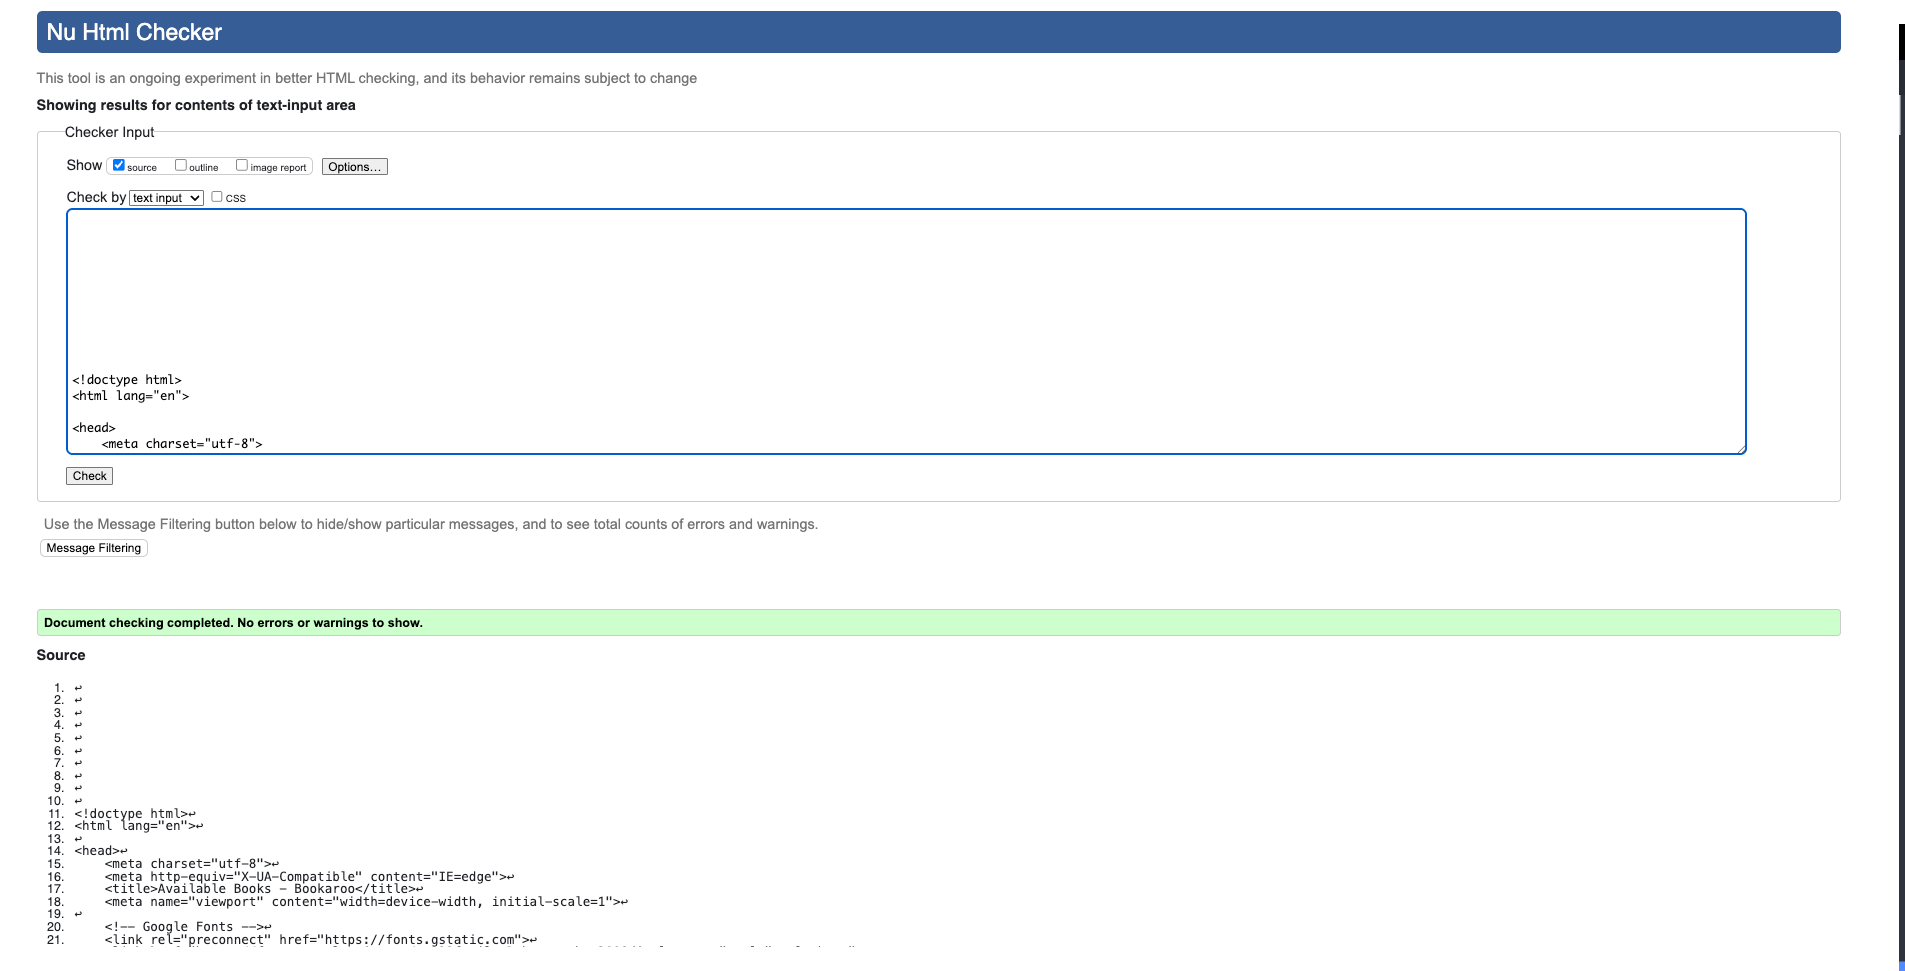 Nu Html Checker
This tool is an ongoing experiment in better HTML checking, and its behavior remains subject to change
Showing results for contents of text-input area
Checker Input
Show source outline image report Options...
Check by text input CSS
<!doctype html>
<html lang="en">
<head>
<meta charset="utf-8">
Check
Use the Message Filtering button below to hide/show particular messages, and to see total counts of errors and warnings.
Message Filtering
Document checking completed. No errors or warnings to show.
Source
1. ↩
2. ↩
3. ↩
4. ↩
5. ↩
6. ↩
7. ↩
8. ↩
9. ↩
10. ↩
11. <!doctype html>↩
12. <html lang="en">↩
13. ↩
14. <head>↩
15. <meta charset="utf-8">↩
16. <meta http-equiv="X-UA-Compatible" content="IE=edge">↩
17. <title>Available Books - Bookaroo</title>↩
18. <meta name="viewport" content="width=device-width, initial-scale=1">↩
19. ↩
20. <!-- Google Fonts -->↩
21. <link rel="preconnect" href="https://fonts.gstatic.com">↩